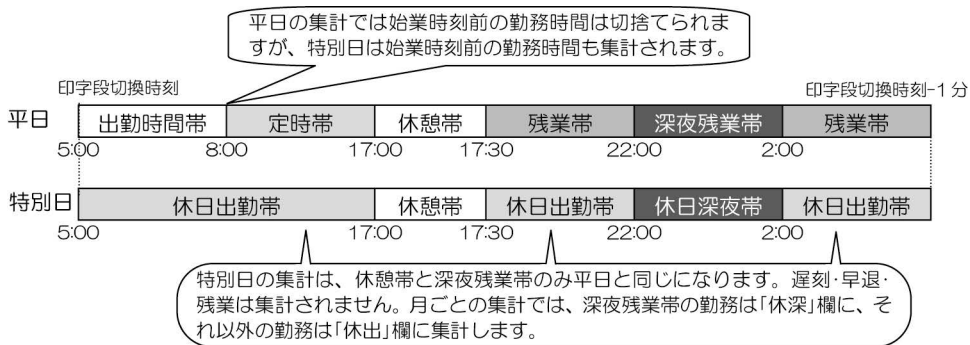 平日の集計では始業時刻前の勤務時間は切捨てられま
すが、特別日は始業時刻前の勤務時間も集計されます。
印字段切換時刻
印字段切換時刻-1分
平日 出勤時間帯 定時帯 休憩帯 残業帯 深夜残業帯 残業帯
5:00 8:00 17:00 17:30 22:00 2:00
特別日 休日出勤帯 休憩帯 休日出勤帯 休日深夜帯 休日出勤帯
5:00 17:00 17:30 22:00 2:00
特別日の集計は、休憩帯と深夜残業帯のみ平日と同じになります。遅刻・早退・
残業は集計されません。月ごとの集計では、深夜残業帯の勤務は「休深」欄に、そ
れ以外の勤務は「休出」欄に集計します。